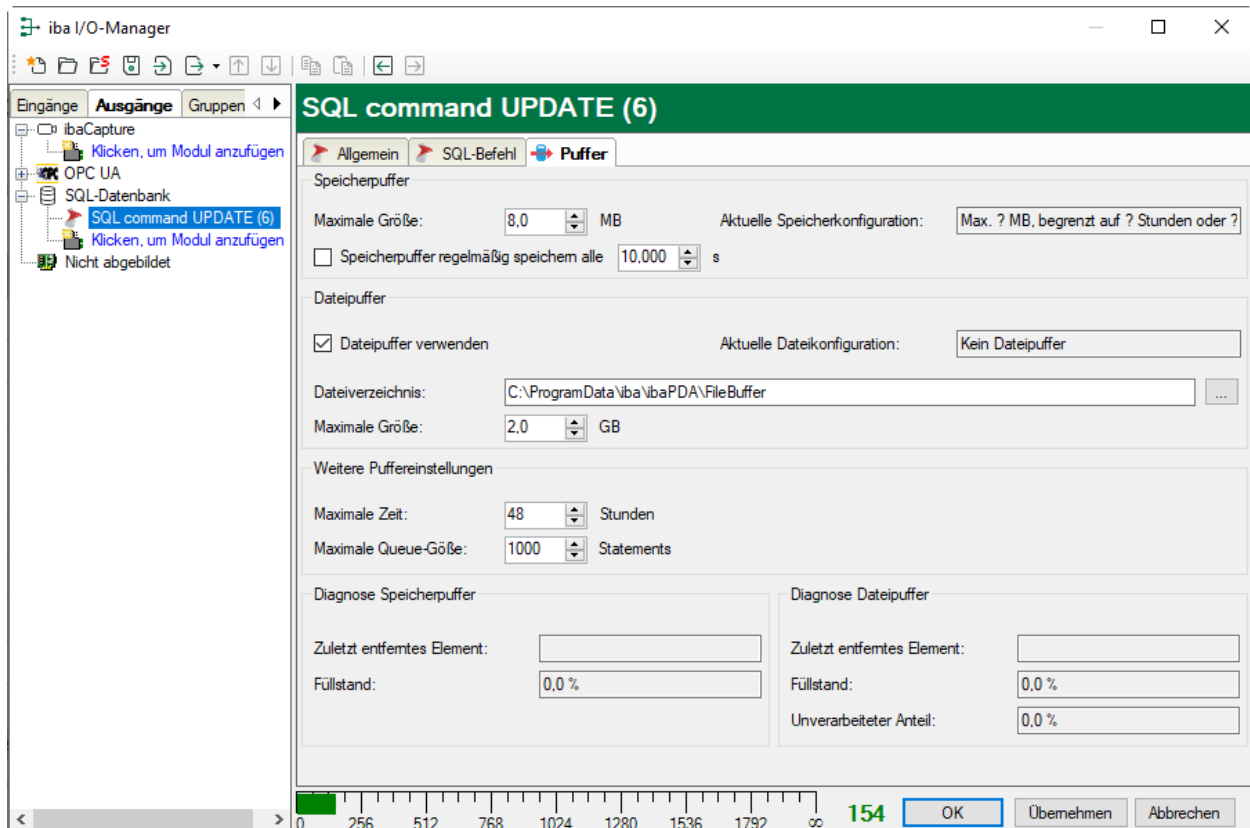 iba I/O-Manager
Eingänge Ausgänge Gruppen
ibaCapture
Klicken, um Modul anzufügen
OPC UA
SQL-Datenbank
SQL command UPDATE (6)
Klicken, um Modul anzufügen
Nicht abgebildet
SQL command UPDATE (6)
Allgemein SQL-Befehl Puffer
Speicherpuffer
Maximale Größe: 8,0 MB Aktuelle Speicherkonfiguration: Max. ? MB, begrenzt auf ? Stunden oder ?
Speicherpuffer regelmäßig speichern alle 10,000 s
Dateipuffer
Dateipuffer verwenden Aktuelle Dateikonfiguration: Kein Dateipuffer
Dateiverzeichnis: C:\ProgramData\iba\ibaPDA\FileBuffer ...
Maximale Größe: 2,0 GB
Weitere Puffereinstellungen
Maximale Zeit: 48 Stunden
Maximale Queue-Göße: 1000 Statements
Diagnose Speicherpuffer Diagnose Dateipuffer
Zuletzt entferntes Element: Zuletzt entferntes Element:
Füllstand: 0,0 % Füllstand: 0,0 %
Unverarbeiteter Anteil: 0,0 %
0 256 512 768 1024 1280 1536 1792 ∞ 154 OK Übernehmen Abbrechen